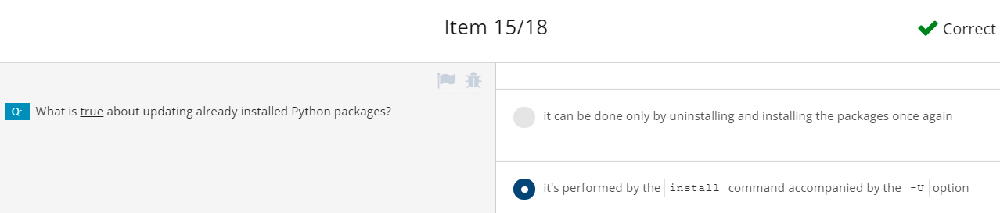 Item 15/18
Correct
Q: What is true about updating already installed Python packages?
it can be done only by uninstalling and installing the packages once again
it's performed by the install command accompanied by the -U option